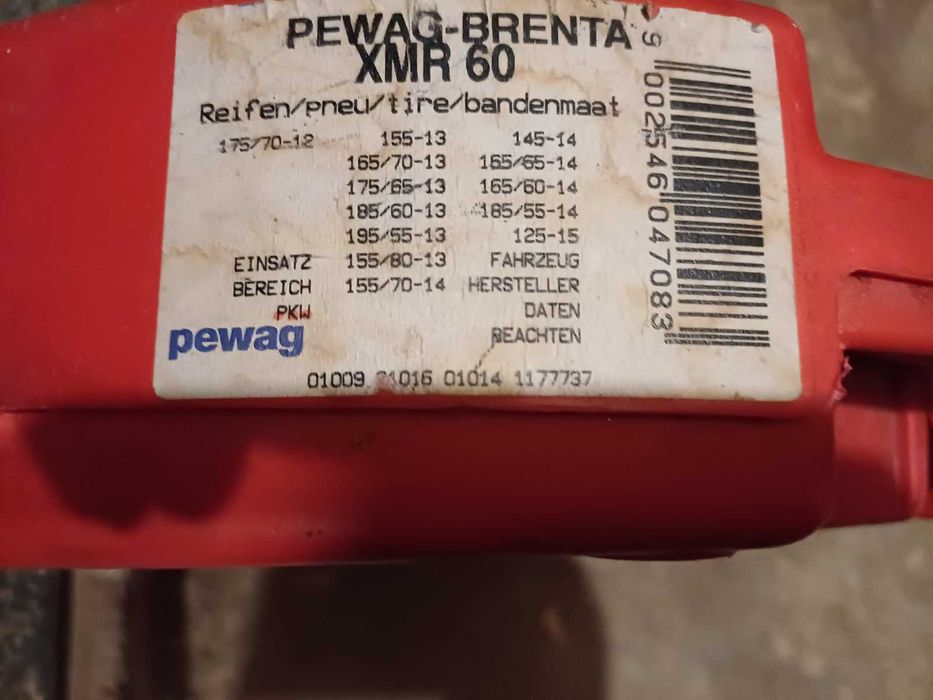 PEWAG-BRENTA
XMR 60
Reifen/pneu/tire/bandenmaat
175/70-12 155-13 145-14
165/70-13 165/65-14
175/65-13 165/60-14
185/60-13 185/55-14
195/55-13 125-15
EINSATZ 155/80-13 FAHRZEUG
BEREICH 155/70-14 HERSTELLER
PKW DATEN
pewag BEACHTEN
01009 01016 01014 1177737
9 002546 047083